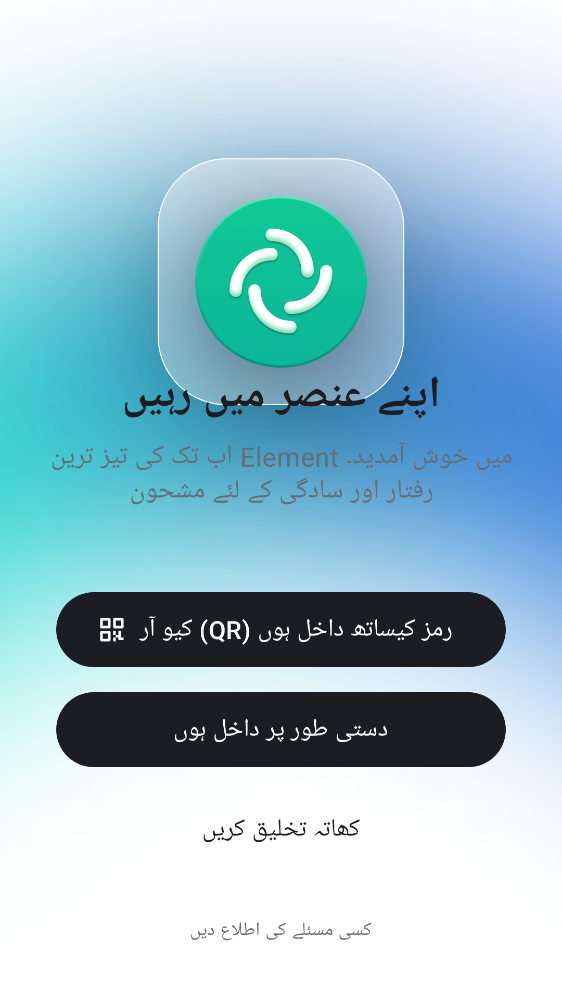 اپنے عنصر میں رہیں
میں خوش آمدید۔ Element اب تک کی تیز ترین
رفتار اور سادگی کے لئے مشحون
رمز کیساتھ داخل ہوں (QR) کیو آر
دستی طور پر داخل ہوں
کھاتہ تخلیق کریں
کسی مسئلے کی اطلاع دیں